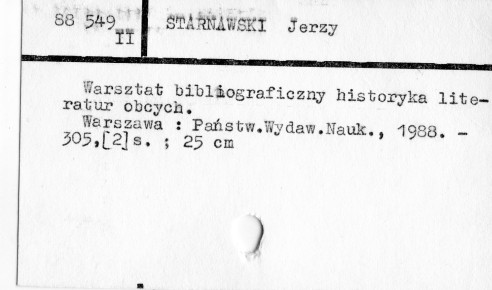 88 549 STARNAWSKI Jerzy
II
Warsztat bibliograficzny historyka lite-
ratur obcych.
Warszawa : Państw.Wydaw.Nauk., 1988. -
305,[2]s. ; 25 cm